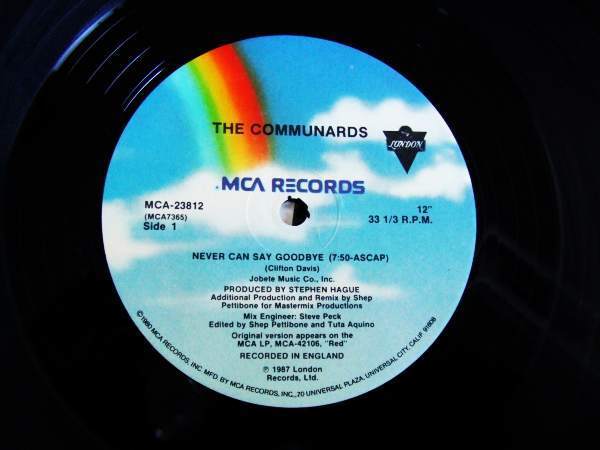 THE COMMUNARDS
LONDON
MCA RECORDS
MCA-23812
(MCA7365)
Side 1
12"
33 1/3 R.P.M.
NEVER CAN SAY GOODBYE (7:50-ASCAP)
(Clifton Davis)
Jobete Music Co., Inc.
PRODUCED BY STEPHEN HAGUE
Additional Production and Remix by Shep
Pettibone for Mastermix Productions
Mix Engineer: Steve Peck
Edited by Shep Pettibone and Tuta Aquino
Original version appears on the
MCA LP, MCA-42106, "Red"
RECORDED IN ENGLAND
℗ 1987 London
Records, Ltd.
©1980 MCA RECORDS, INC. MFD. BY MCA RECORDS, INC., 70 UNIVERSAL PLAZA, UNIVERSAL CITY, CALIF. 91608